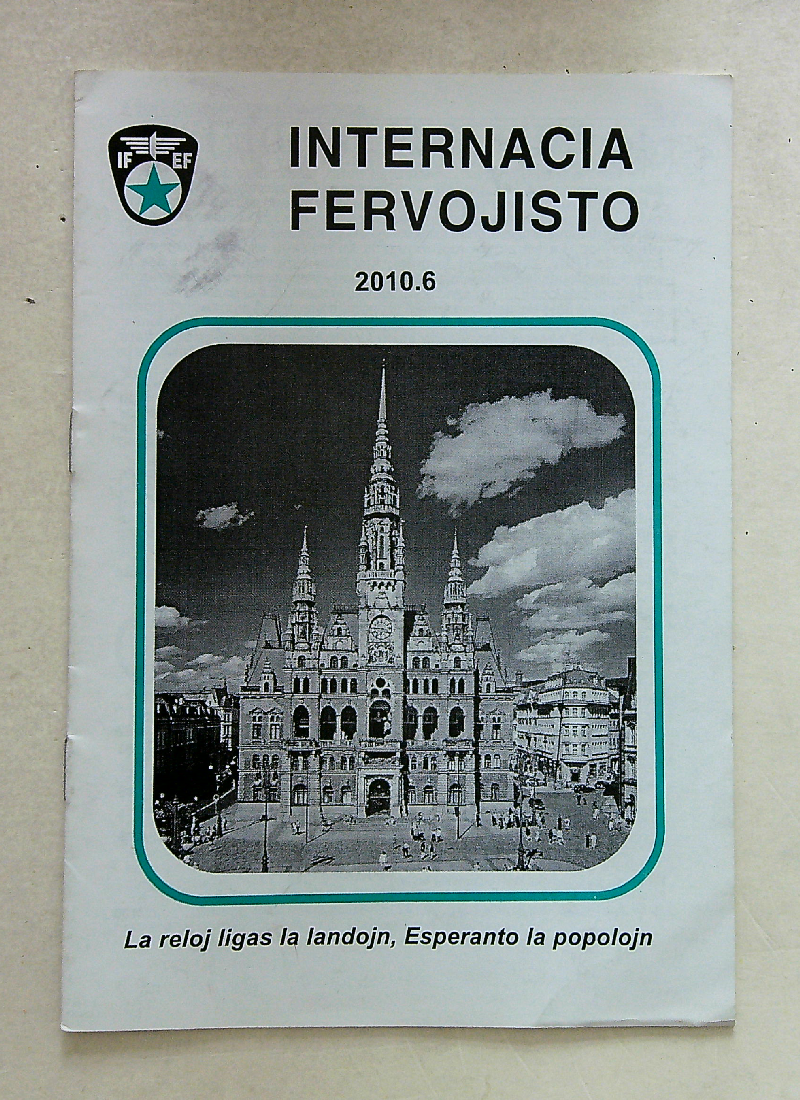 IF EF
INTERNACIA
FERVOJISTO
2010.6
La reloj ligas la landojn, Esperanto la popolojn